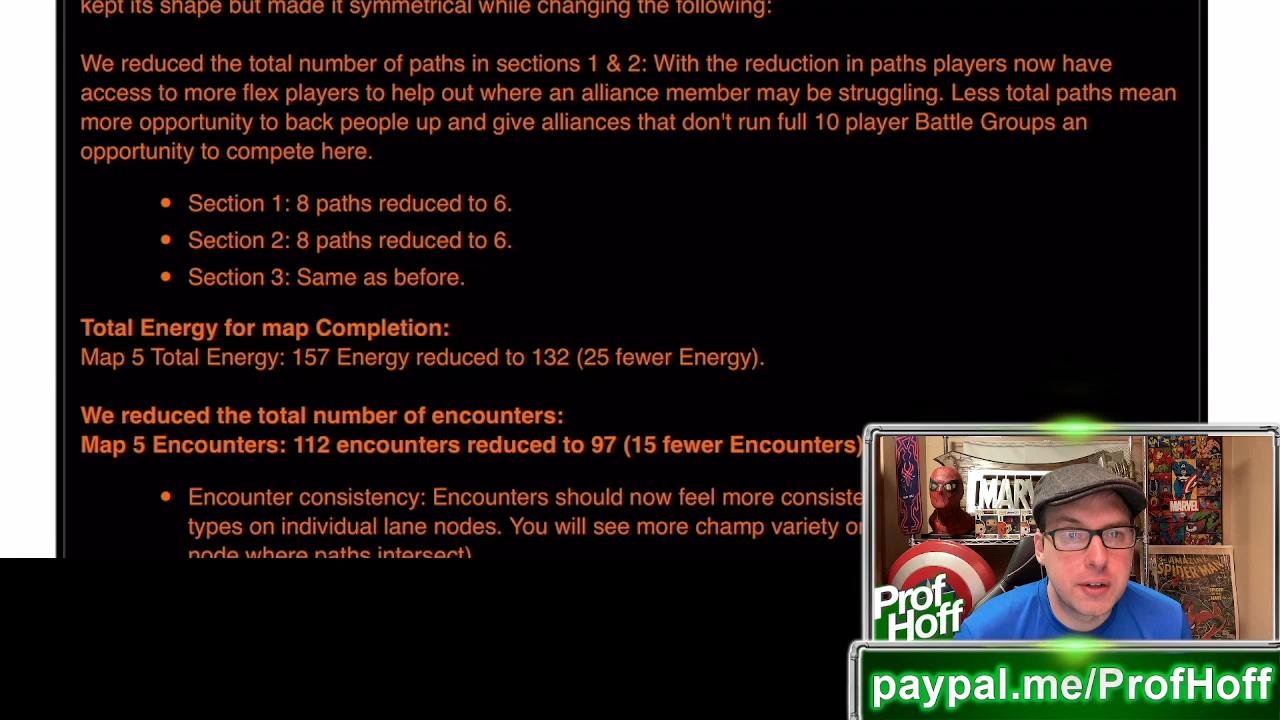 kept its shape but made it symmetrical while changing the following:
We reduced the total number of paths in sections 1 & 2: With the reduction in paths players now have
access to more flex players to help out where an alliance member may be struggling. Less total paths mean
more opportunity to back people up and give alliances that don't run full 10 player Battle Groups an
opportunity to compete here.
Section 1: 8 paths reduced to 6.
Section 2: 8 paths reduced to 6.
Section 3: Same as before.
Total Energy for map Completion:
Map 5 Total Energy: 157 Energy reduced to 132 (25 fewer Energy).
We reduced the total number of encounters:
Map 5 Encounters: 112 encounters reduced to 97 (15 fewer Encounters)
Encounter consistency: Encounters should now feel more consiste
types on individual lane nodes. You will see more champ variety or
node where paths intersect)
MARV
MARVEL
AMAZING
SPIDER-MAN
Prof
Hoff
paypal.me/ProfHoff